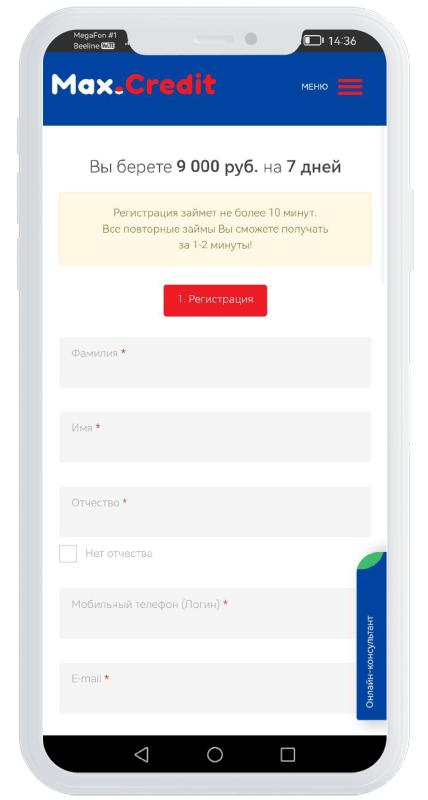 MegaFon #1
Beeline VoLTE
14:36
Max.Credit
МЕНЮ
Вы берете 9 000 руб. на 7 дней
Регистрация займет не более 10 минут.
Все повторные займы Вы сможете получать
за 1-2 минуты!
1. Регистрация
Фамилия *
Имя *
Отчество *
Нет отчества
Мобильный телефон (Логин) *
E-mail *
Онлайн-консультант